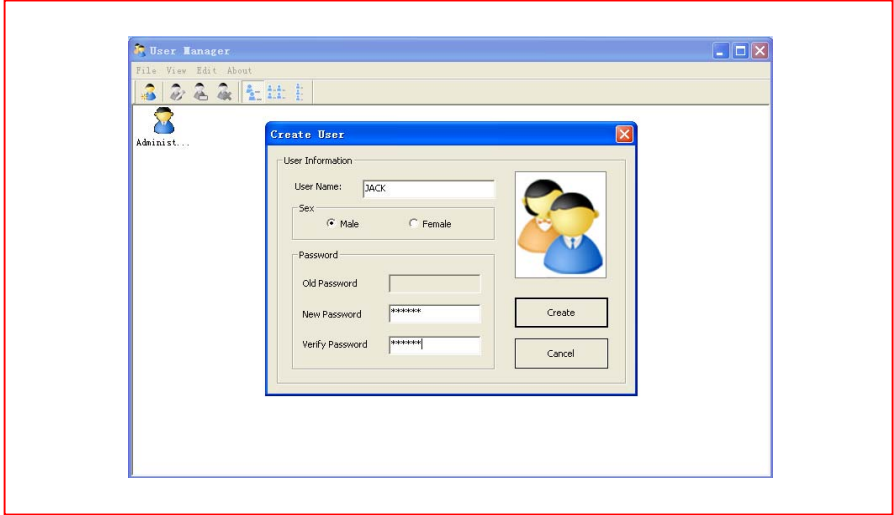 User Manager
File View Edit About
Administ...
Create User
User Information
User Name: JACK
Sex
Male Female
Password
Old Password
New Password ******
Verify Password ******
Create
Cancel